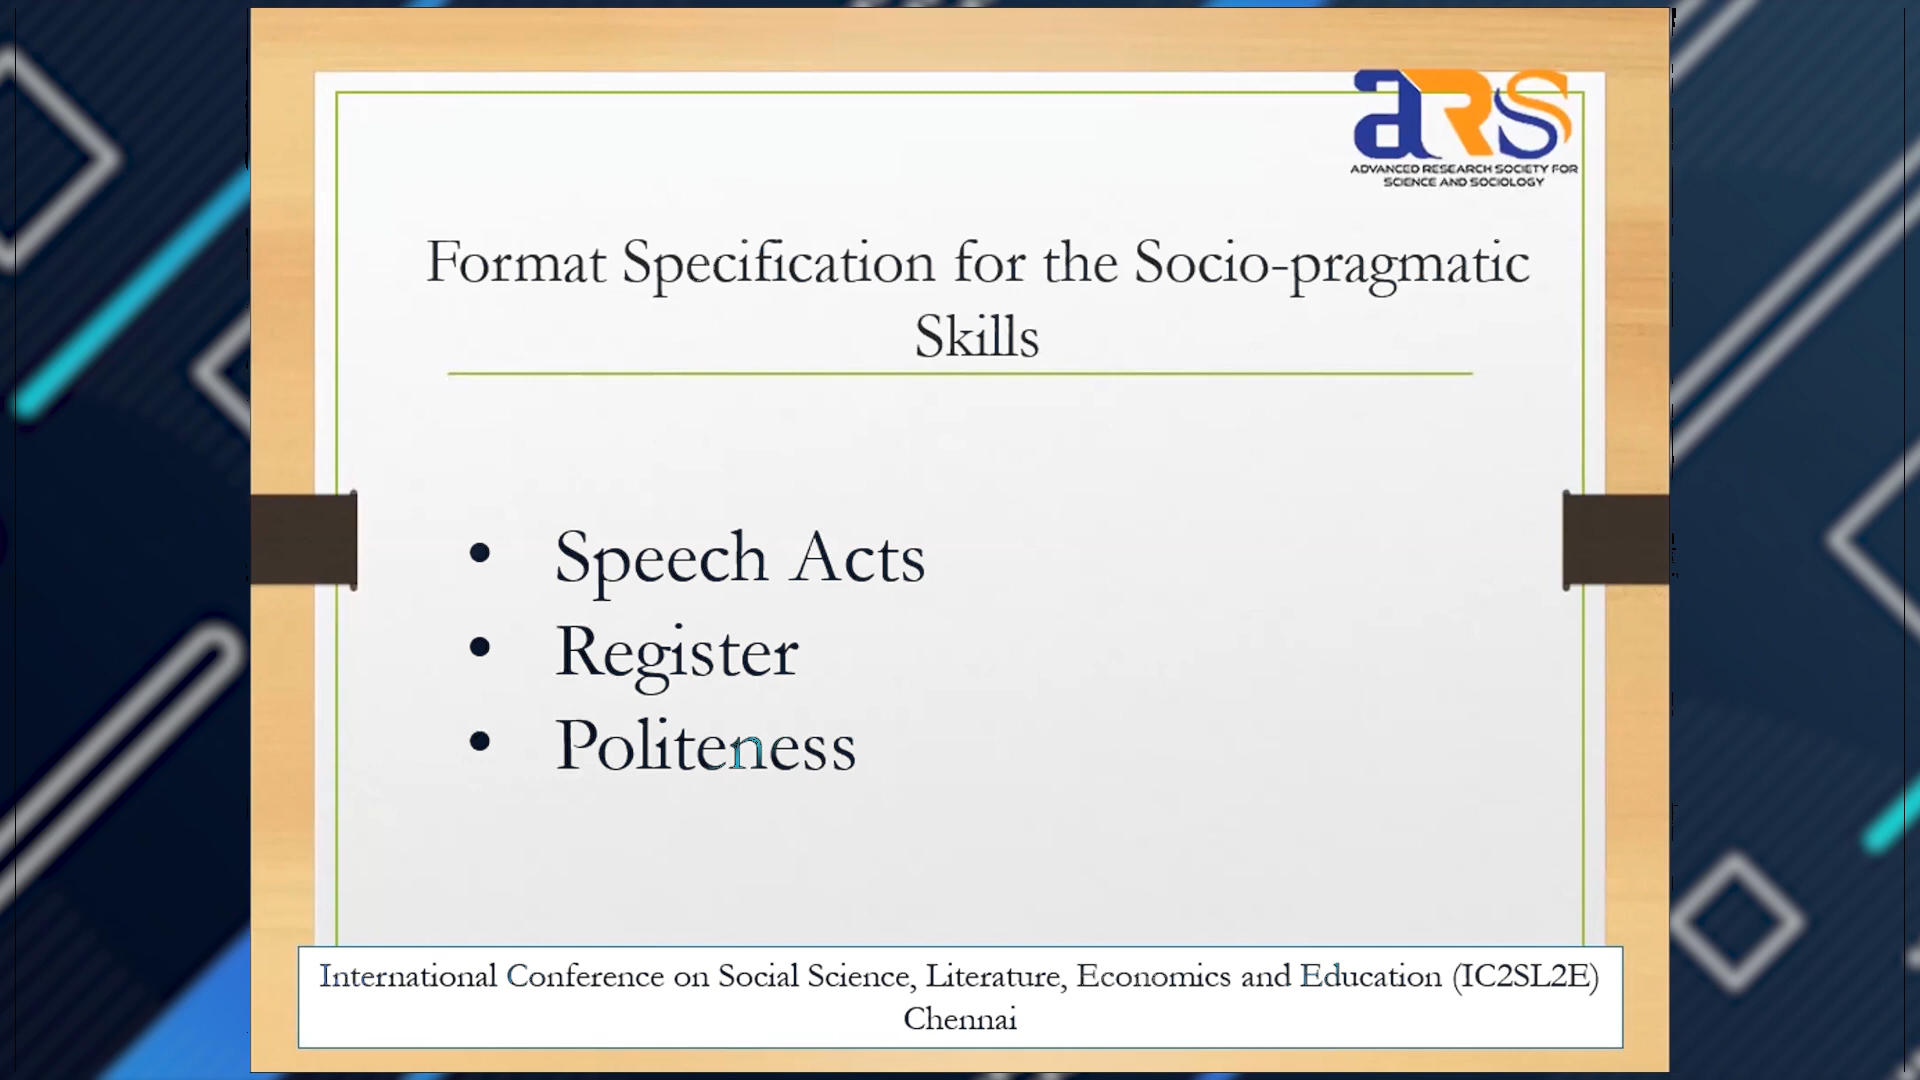 aRS
ADVANCED RESEARCH SOCIETY FOR
SCIENCE AND SOCIOLOGY
Format Specification for the Socio-pragmatic
Skills
• Speech Acts
• Register
• Politeness
International Conference on Social Science, Literature, Economics and Education (IC2SL2E)
Chennai